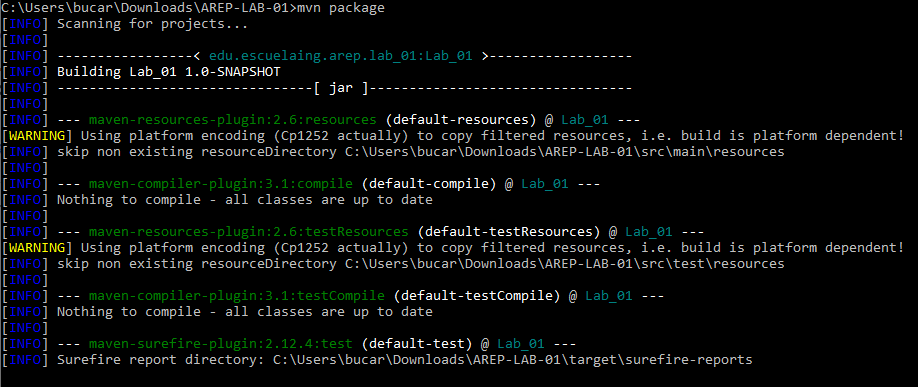 C:\Users\bucar\Downloads\AREP-LAB-01>mvn package
[INFO] Scanning for projects...
[INFO]
[INFO] -----------------< edu.escuelaing.arep.lab_01:Lab_01 >------------------
[INFO] Building Lab_01 1.0-SNAPSHOT
[INFO] --------------------------------[ jar ]---------------------------------
[INFO]
[INFO] --- maven-resources-plugin:2.6:resources (default-resources) @ Lab_01 ---
[WARNING] Using platform encoding (Cp1252 actually) to copy filtered resources, i.e. build is platform dependent!
[INFO] skip non existing resourceDirectory C:\Users\bucar\Downloads\AREP-LAB-01\src\main\resources
[INFO]
[INFO] --- maven-compiler-plugin:3.1:compile (default-compile) @ Lab_01 ---
[INFO] Nothing to compile - all classes are up to date
[INFO]
[INFO] --- maven-resources-plugin:2.6:testResources (default-testResources) @ Lab_01 ---
[WARNING] Using platform encoding (Cp1252 actually) to copy filtered resources, i.e. build is platform dependent!
[INFO] skip non existing resourceDirectory C:\Users\bucar\Downloads\AREP-LAB-01\src\test\resources
[INFO]
[INFO] --- maven-compiler-plugin:3.1:testCompile (default-testCompile) @ Lab_01 ---
[INFO] Nothing to compile - all classes are up to date
[INFO]
[INFO] --- maven-surefire-plugin:2.12.4:test (default-test) @ Lab_01 ---
[INFO] Surefire report directory: C:\Users\bucar\Downloads\AREP-LAB-01\target\surefire-reports